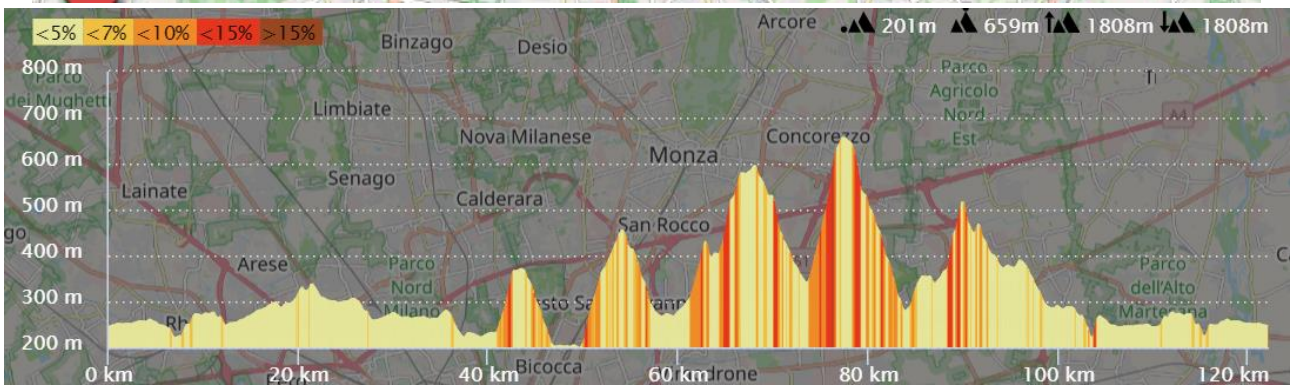 <5% <7% <10% <15% >15%
201m 659m 1808m 1808m
Arcore
Binzago
Desio
800 m
Parco
dei Mughetti
Parco
Agricolo
Nord
Est
Limbiate
700 m
A4
Nova Milanese
Concorezzo
600 m
Monza
Lainate
Senago
Calderara
500 m
San Rocco
400 m
Arese
Parco
Nord
Milano
Parco
dell'Alto
Martesana
300 m
200 m
Bicocca
0 km 20 km 40 km 60 km 80 km 100 km 120 km